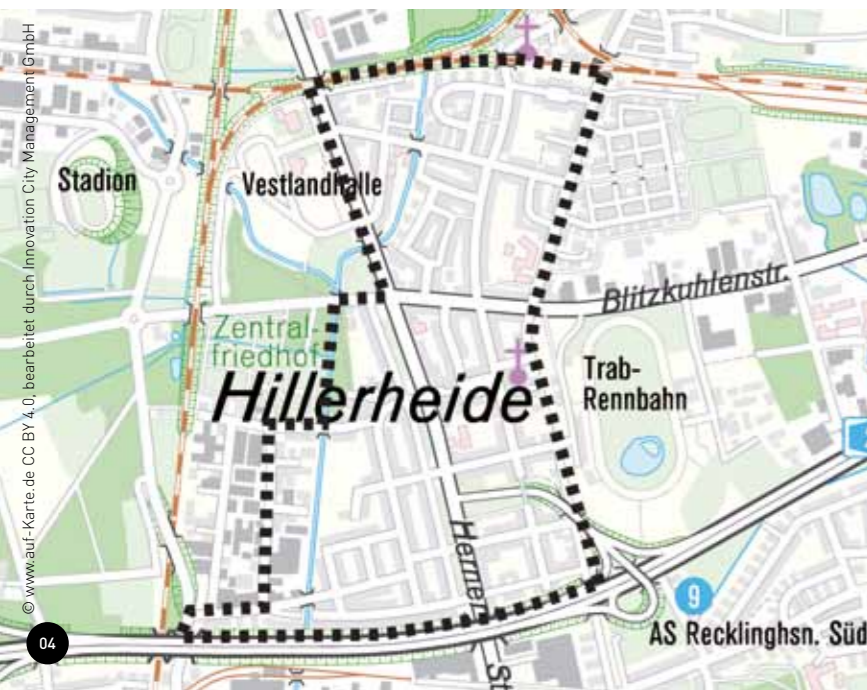 © www.auf-Karte.de CC BY 4.0, bearbeitet durch Innovation City Management GmbH
Stadion
Vestlandhalle
Blitzkuhlenstr.
Zentral-
friedhof
Hillerheide
Trab-
Rennbahn
Herner
St
9
AS Recklinghsn. Süd
04